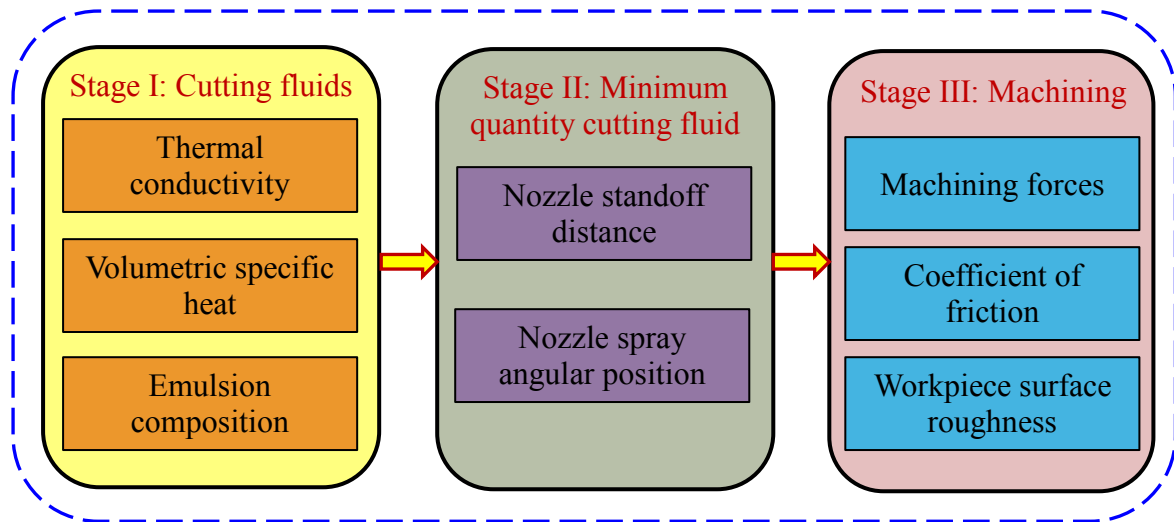 Stage I: Cutting fluids
Thermal
conductivity
Volumetric specific
heat
Emulsion
composition
Stage II: Minimum
quantity cutting fluid
Nozzle standoff
distance
Nozzle spray
angular position
Stage III: Machining
Machining forces
Coefficient of
friction
Workpiece surface
roughness